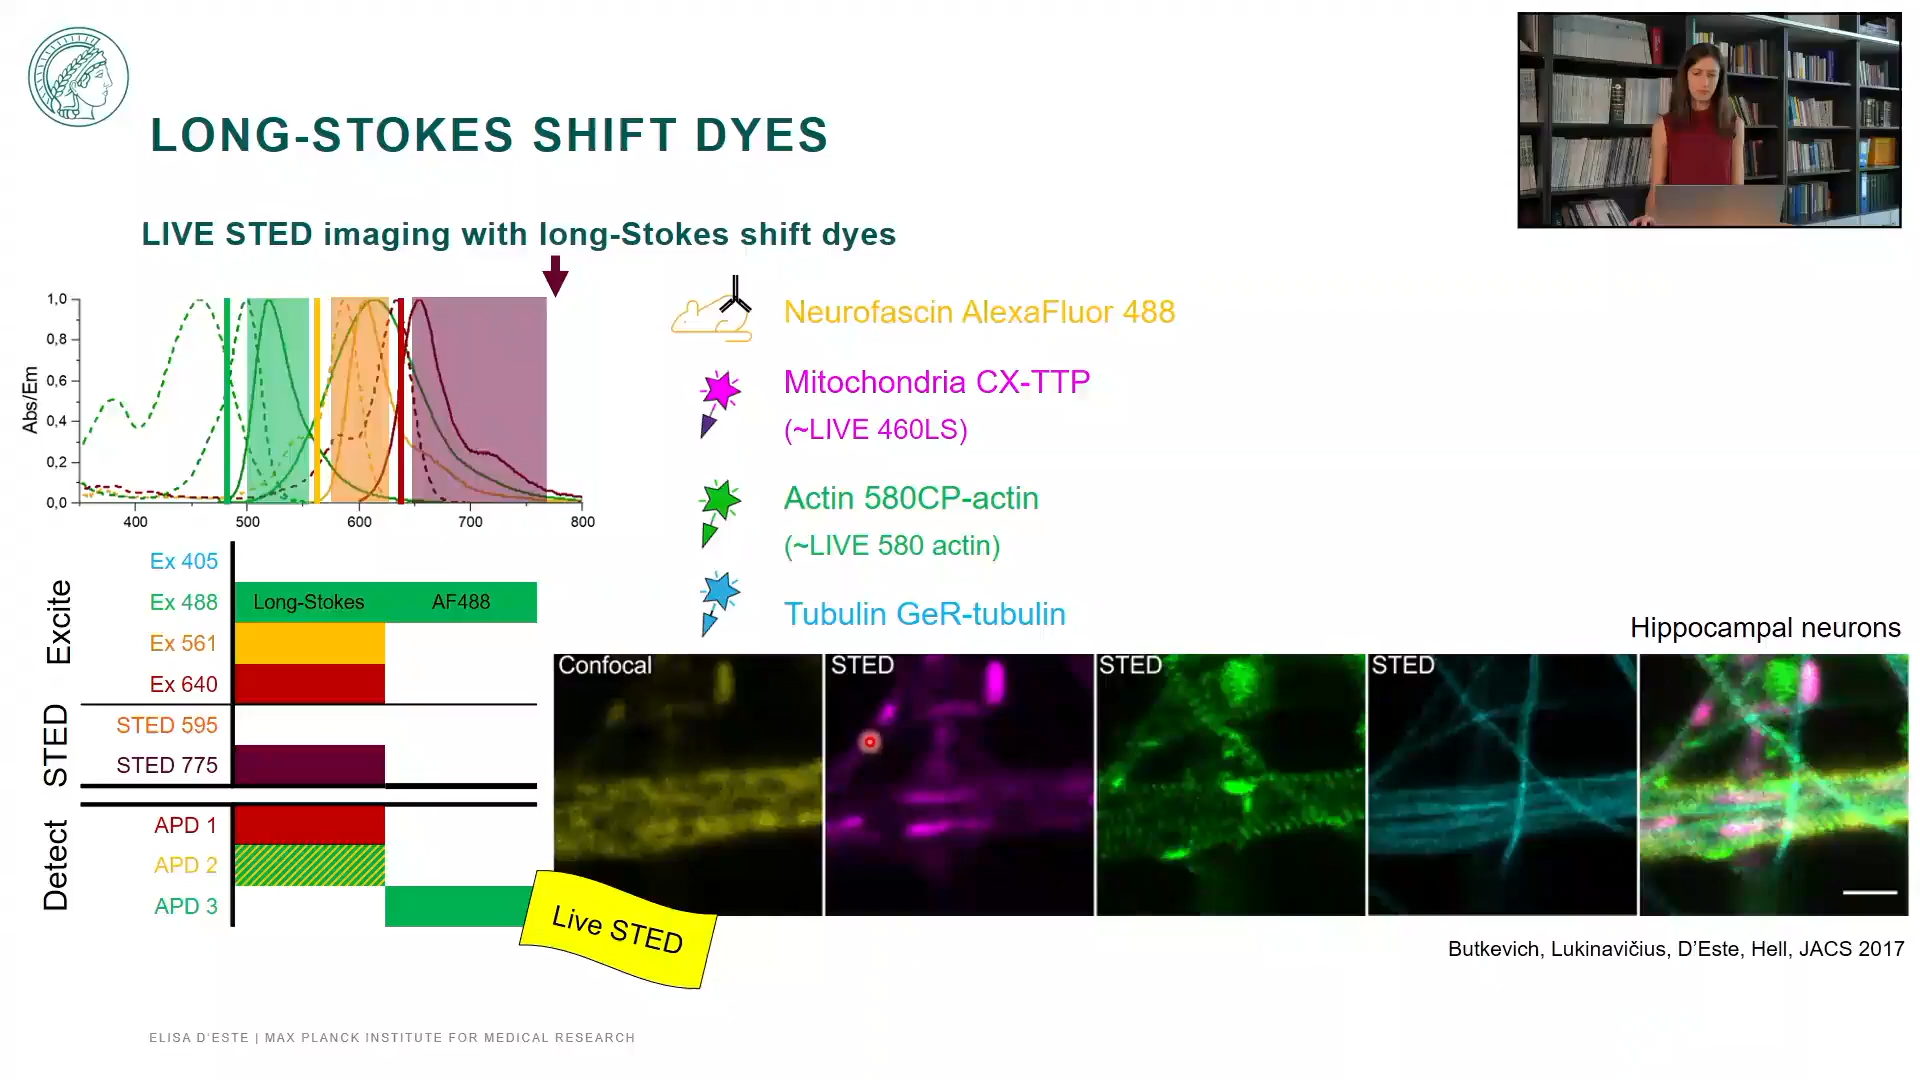 LONG-STOKES SHIFT DYES
LIVE STED imaging with long-Stokes shift dyes
Abs/Em
1,0
0,8
0,6
0,4
0,2
0,0
400 500 600 700 800
Neurofascin AlexaFluor 488
Mitochondria CX-TTP
(~LIVE 460LS)
Actin 580CP-actin
(~LIVE 580 actin)
Tubulin GeR-tubulin
Excite
Ex 405
Ex 488 Long-Stokes AF488
Ex 561
Ex 640
STED
STED 595
STED 775
Detect
APD 1
APD 2
APD 3
Live STED
Hippocampal neurons
Confocal STED STED STED
Butkevich, Lukinavičius, D’Este, Hell, JACS 2017
ELISA D‘ESTE | MAX PLANCK INSTITUTE FOR MEDICAL RESEARCH